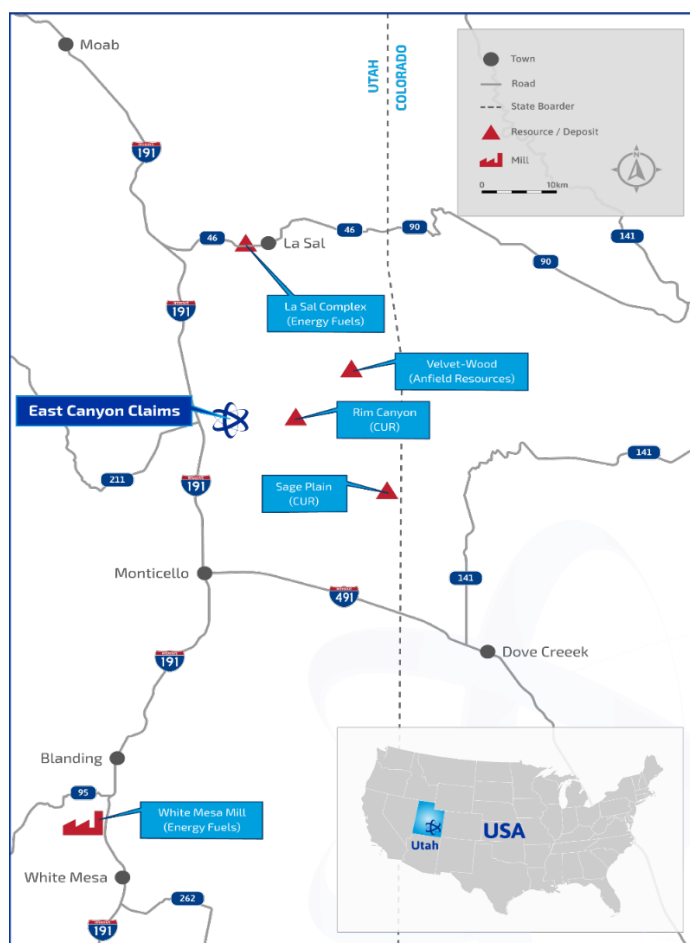 Moab
UTAH
COLORADO
Town
Road
State Boarder
Resource / Deposit
Mill
0 10km
N
191
46
La Sal
46
90
141
90
La Sal Complex
(Energy Fuels)
191
Velvet-Wood
(Anfield Resources)
East Canyon Claims
Rim Canyon
(CUR)
141
141
211
191
Sage Plain
(CUR)
Monticello
491
141
Dove Creeek
191
Blanding
95
White Mesa Mill
(Energy Fuels)
White Mesa
262
191
USA
Utah